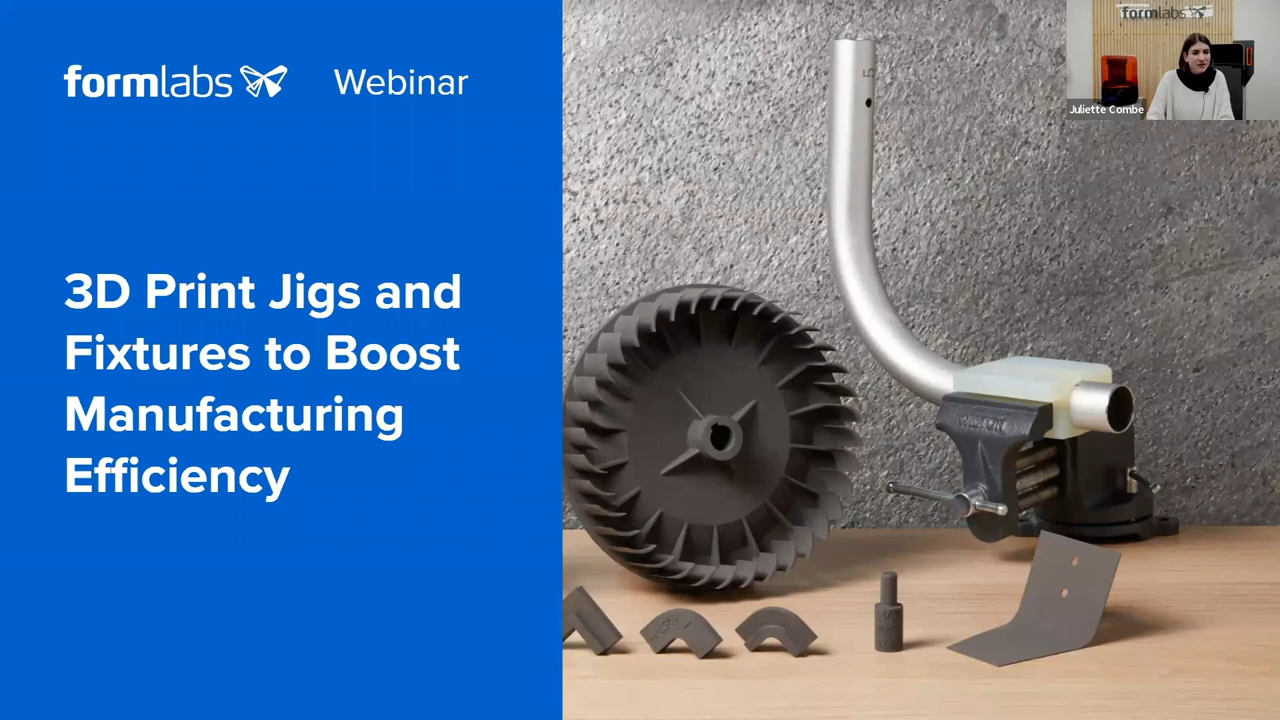 formlabs
Webinar
formlabs
Juliette Combe
3D Print Jigs and
Fixtures to Boost
Manufacturing
Efficiency